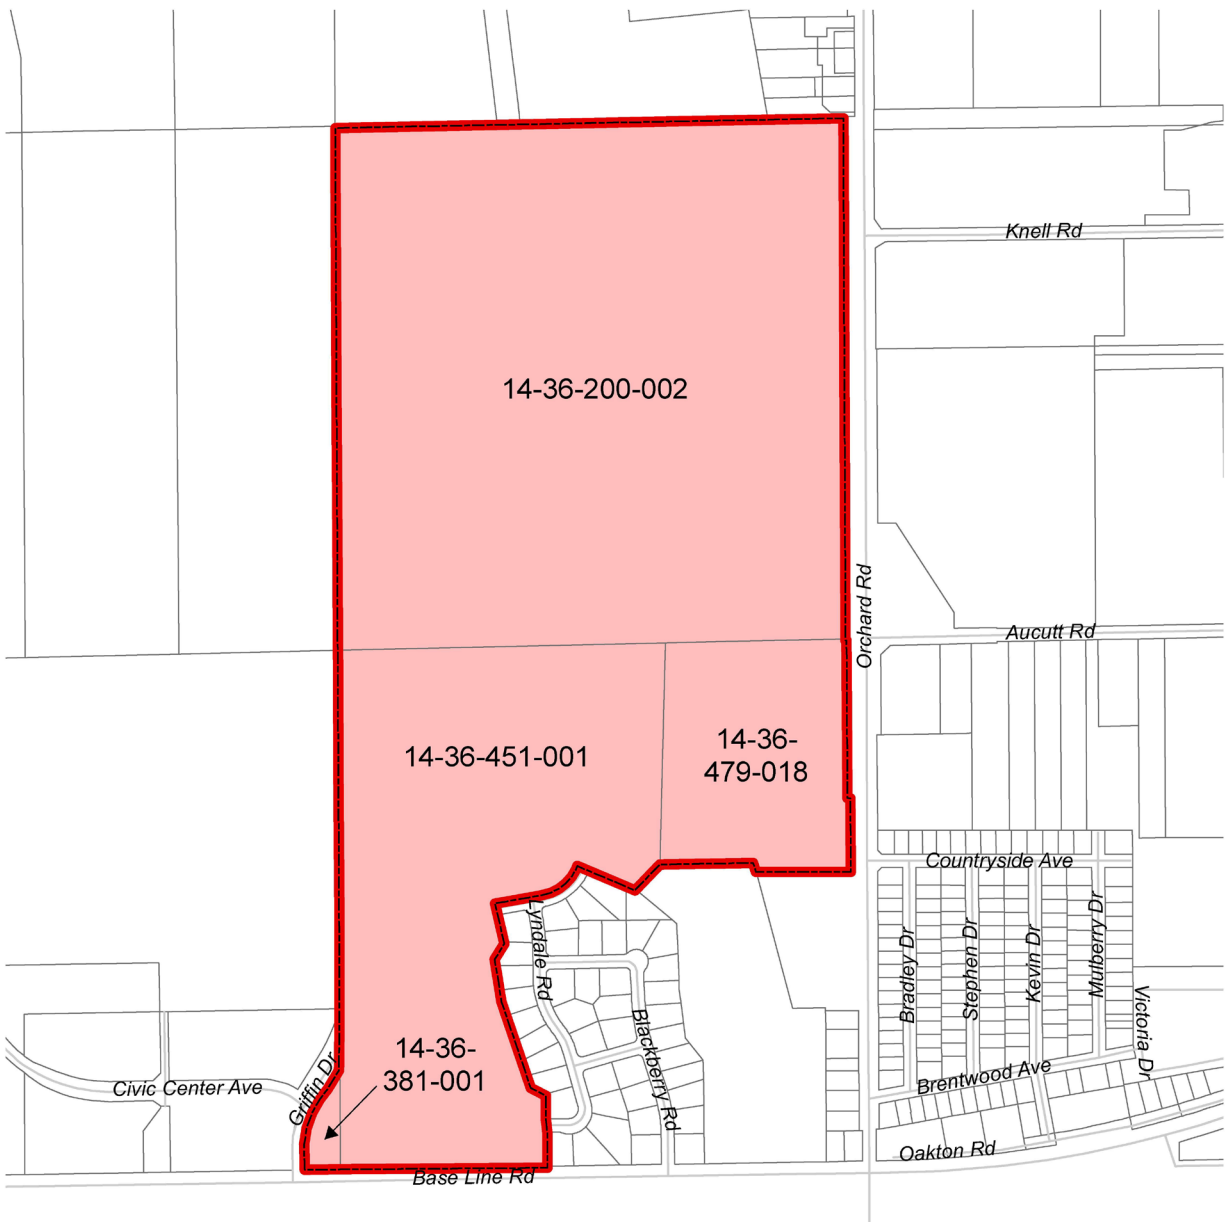 Knell Rd
14-36-200-002
Orchard Rd
Aucutt Rd
14-36-451-001
14-36-
479-018
Countryside Ave
Lyndale Rd
Bradley Dr
Stephen Dr
Kevin Dr
Mulberry Dr
Victoria Dr
Blackberry Rd
14-36-
381-001
Griffin Dr
Civic Center Ave
Brentwood Ave
Oakton Rd
Base Line Rd